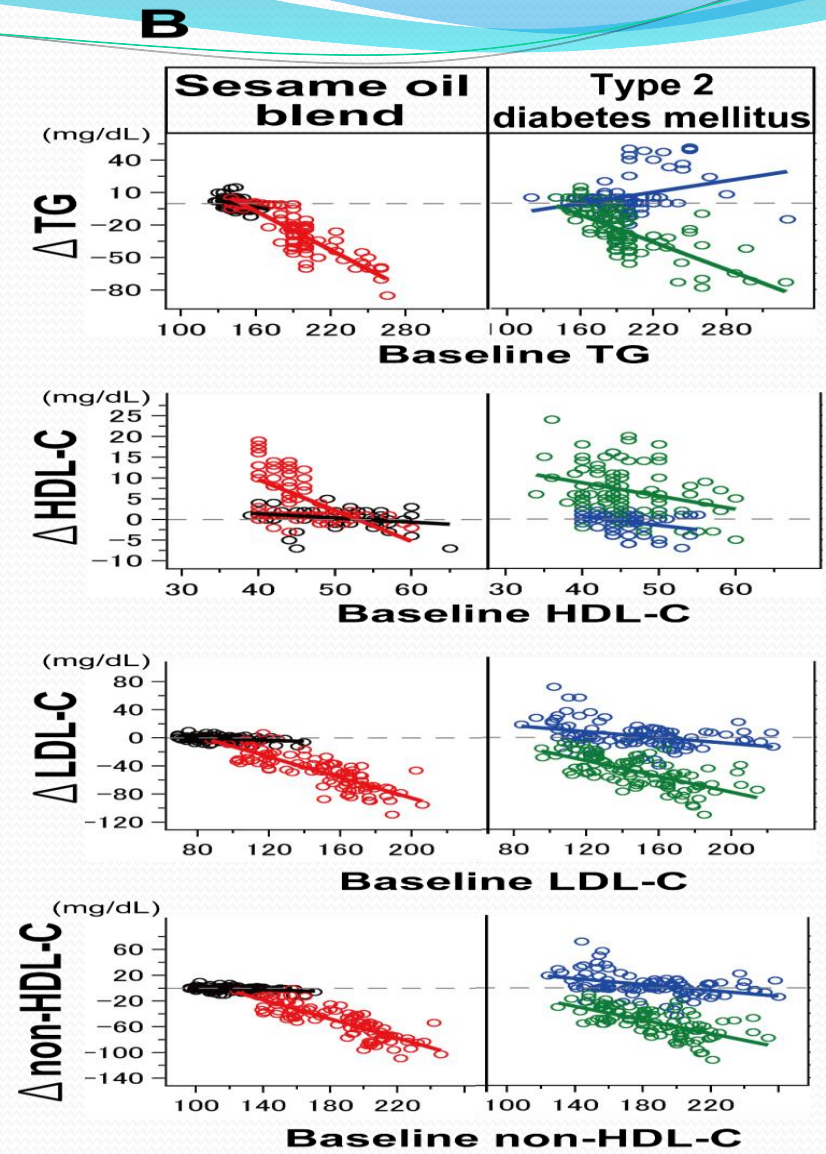 B
Sesame oil blend
Type 2 diabetes mellitus
(mg/dL)
Δ TG
40
10
−20
−50
−80
100 160 220 280
100 160 220 280
Baseline TG
(mg/dL)
Δ HDL-C
25
20
15
10
5
0
−5
−10
30 40 50 60
30 40 50 60
Baseline HDL-C
(mg/dL)
Δ LDL-C
80
40
0
−40
−80
−120
80 120 160 200
80 120 160 200
Baseline LDL-C
(mg/dL)
Δ non-HDL-C
60
20
−20
−60
−100
−140
100 140 180 220
100 140 180 220
Baseline non-HDL-C